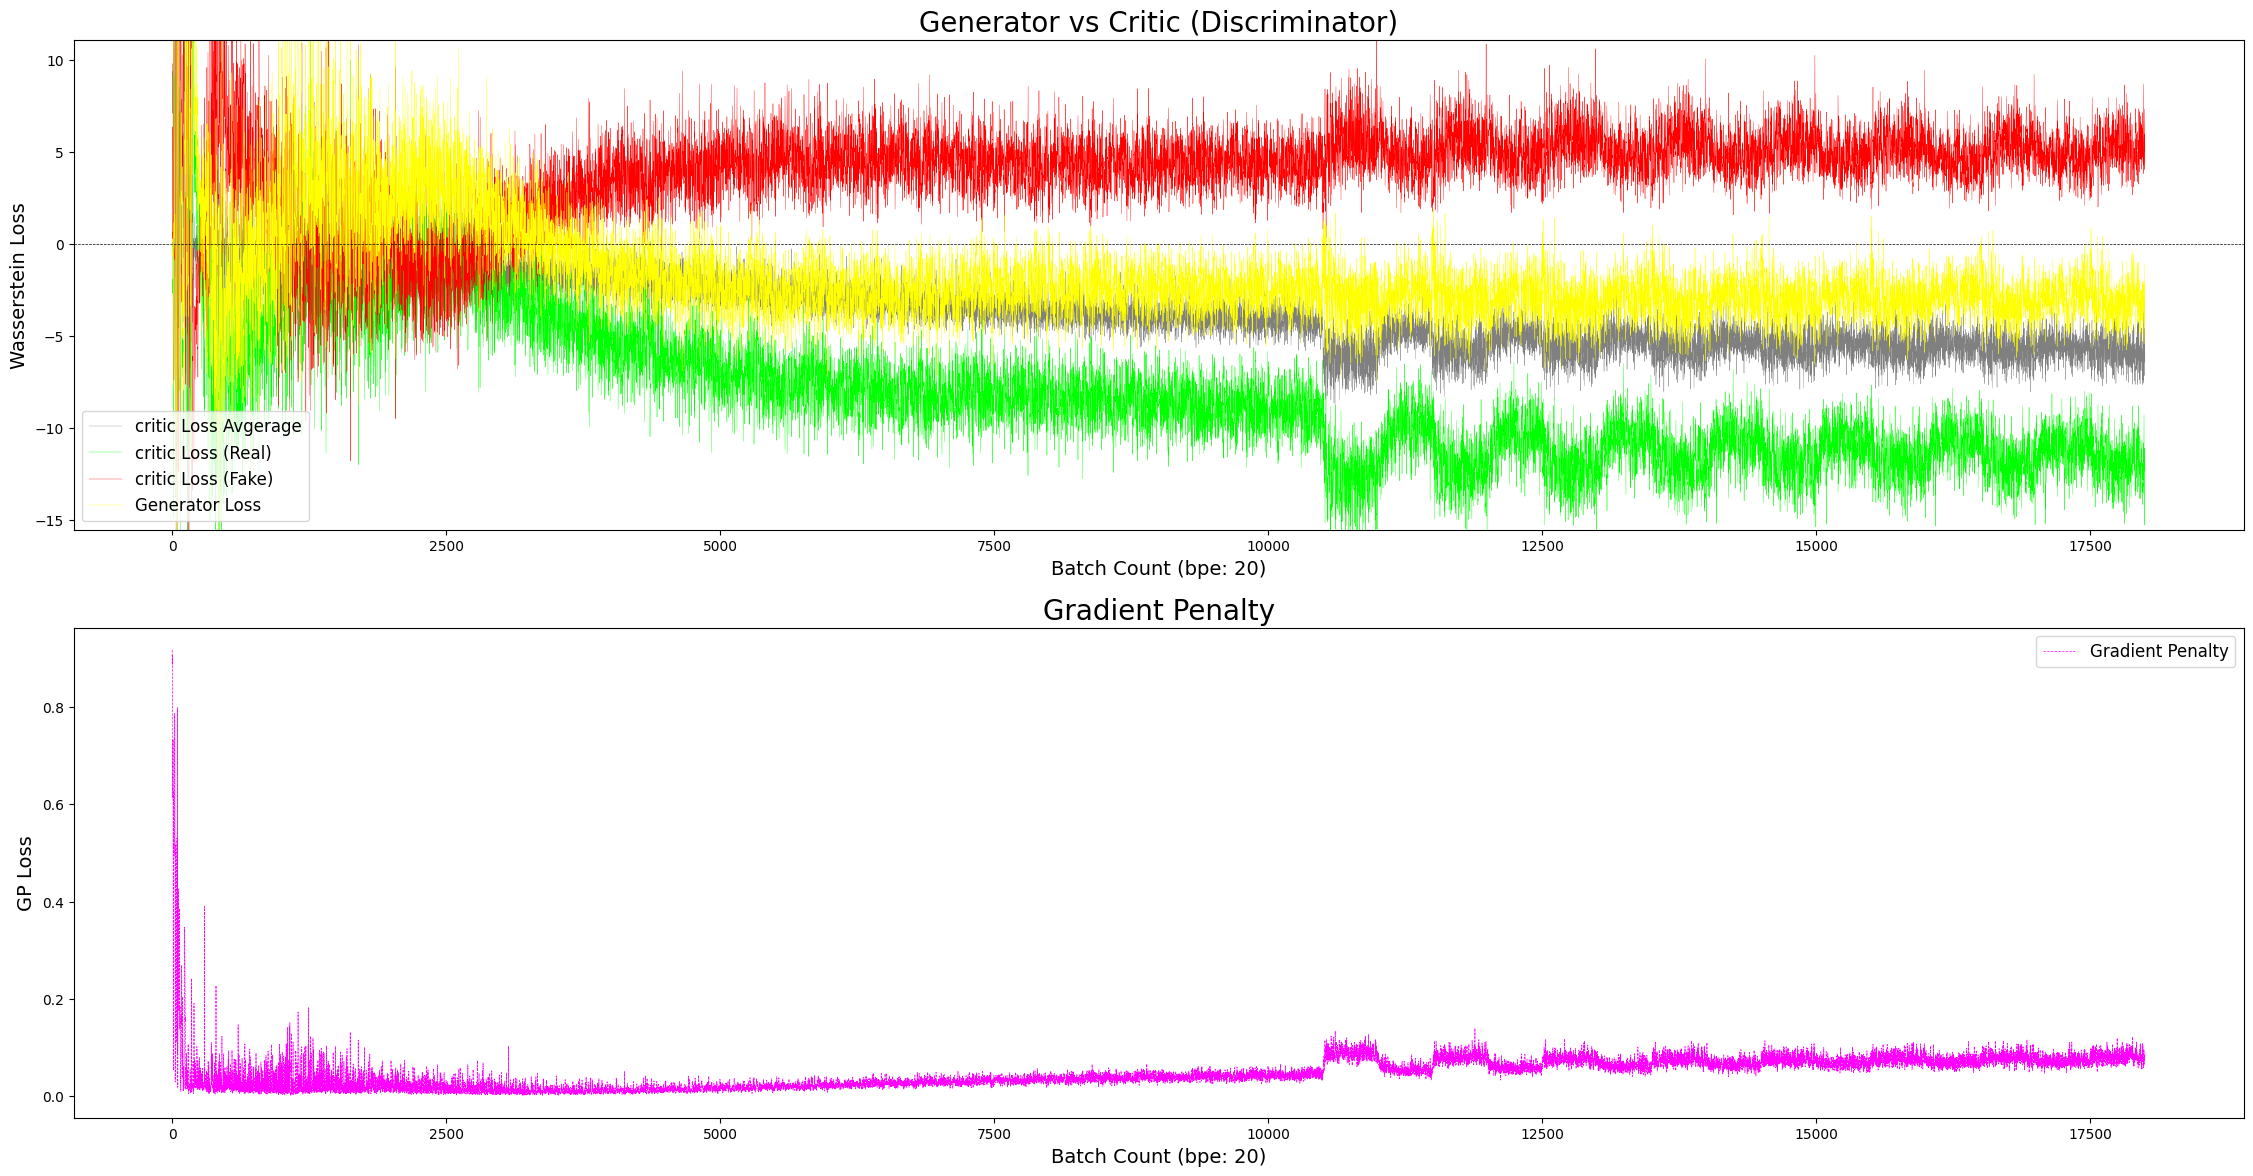 Generator vs Critic (Discriminator)
Wasserstein Loss
10
5
0
−5
−10
−15
critic Loss Avgerage
critic Loss (Real)
critic Loss (Fake)
Generator Loss
0 2500 5000 7500 10000 12500 15000 17500
Batch Count (bpe: 20)
Gradient Penalty
GP Loss
Gradient Penalty
0.8
0.6
0.4
0.2
0.0
0 2500 5000 7500 10000 12500 15000 17500
Batch Count (bpe: 20)